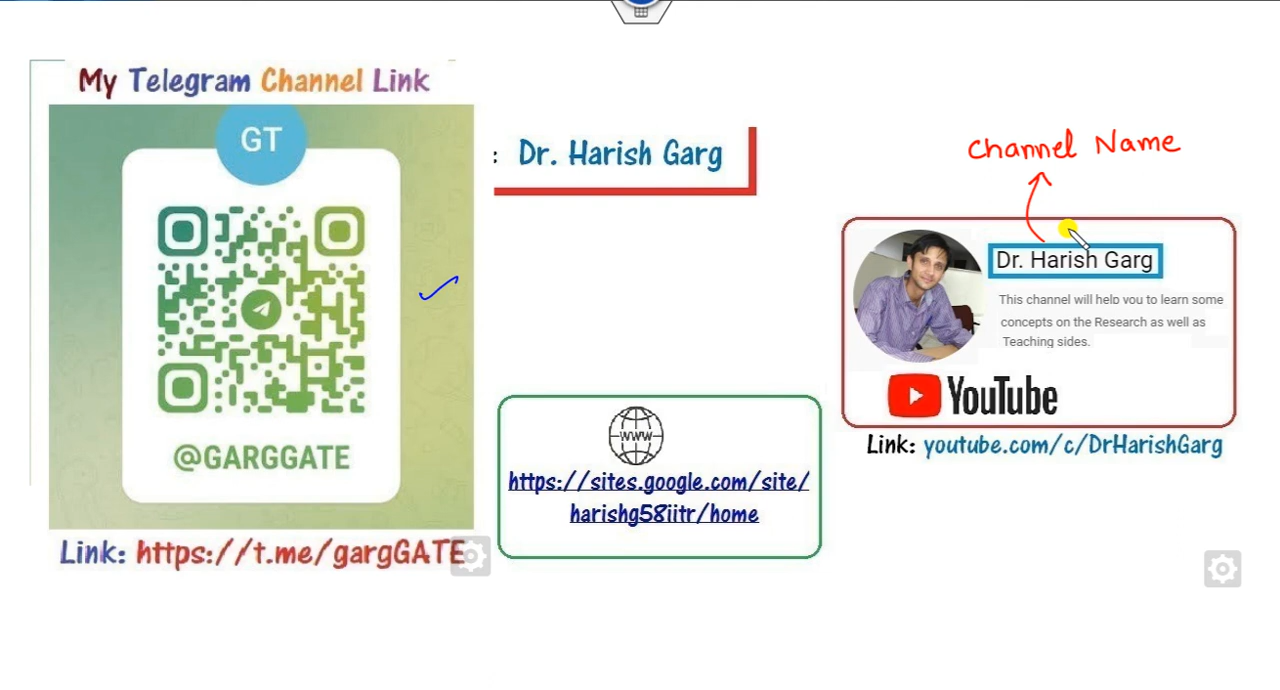 My Telegram Channel Link
GT
@GARGGATE
Link: https://t.me/gargGATE
: Dr. Harish Garg
www
https://sites.google.com/site/
harishg58iitr/home
Channel Name
Dr. Harish Garg
This channel will help you to learn some
concepts on the Research as well as
Teaching sides.
YouTube
Link: youtube.com/c/DrHarishGarg